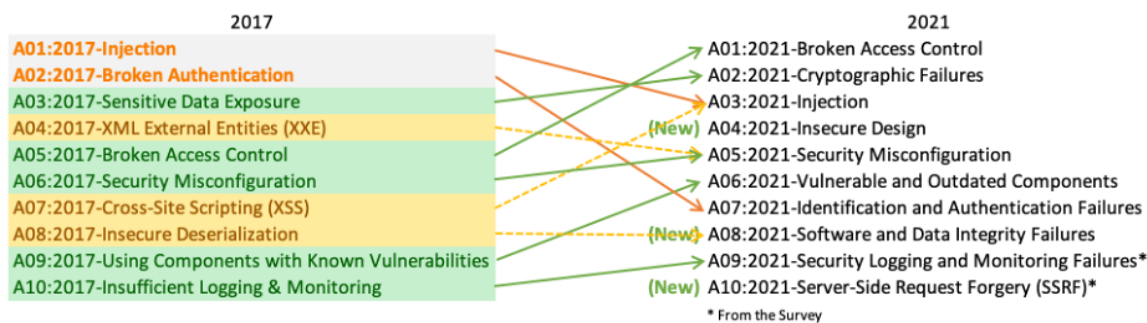 2017 2021
A01:2017-Injection A01:2021-Broken Access Control
A02:2017-Broken Authentication A02:2021-Cryptographic Failures
A03:2017-Sensitive Data Exposure A03:2021-Injection
A04:2017-XML External Entities (XXE) (New) A04:2021-Insecure Design
A05:2017-Broken Access Control A05:2021-Security Misconfiguration
A06:2017-Security Misconfiguration A06:2021-Vulnerable and Outdated Components
A07:2017-Cross-Site Scripting (XSS) A07:2021-Identification and Authentication Failures
A08:2017-Insecure Deserialization (New) A08:2021-Software and Data Integrity Failures
A09:2017-Using Components with Known Vulnerabilities A09:2021-Security Logging and Monitoring Failures*
A10:2017-Insufficient Logging & Monitoring (New) A10:2021-Server-Side Request Forgery (SSRF)*
* From the Survey